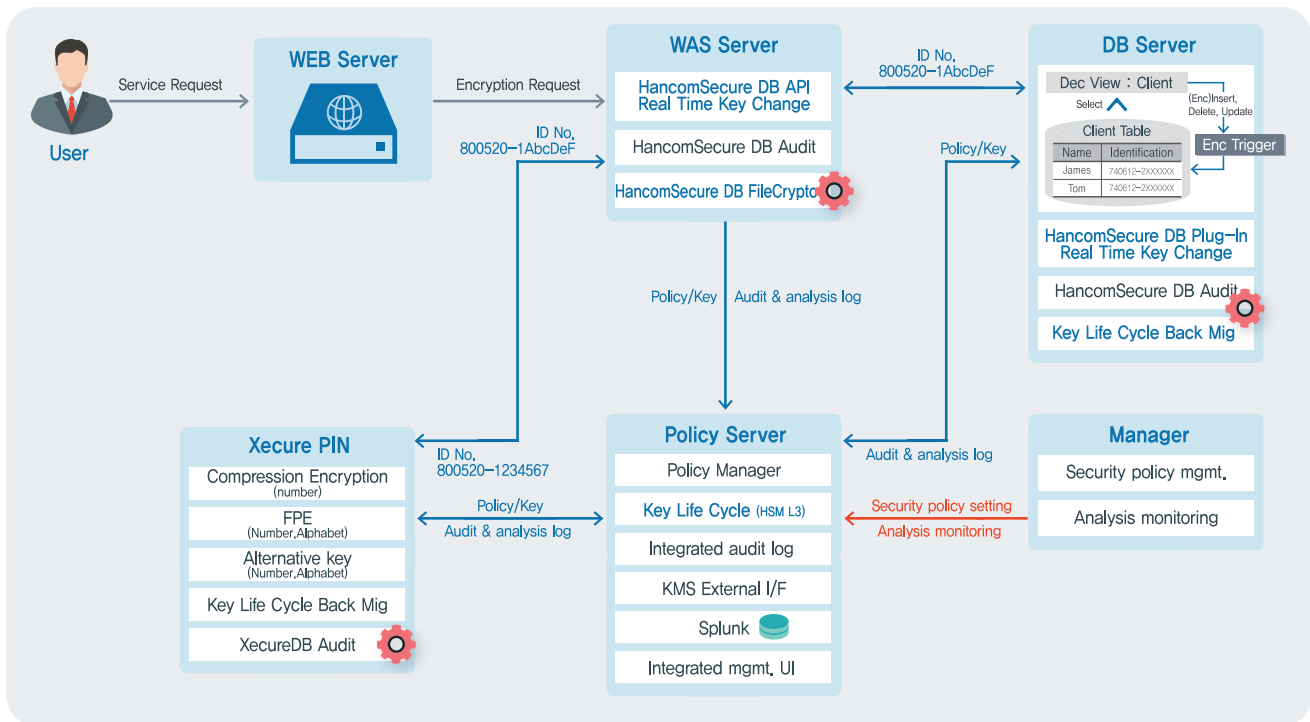 User
Service Request
WEB Server
Encryption Request
WAS Server
HancomSecure DB API
Real Time Key Change
HancomSecure DB Audit
HancomSecure DB FileCrypto
ID No.
800520-1AbcDeF
ID No.
800520-1AbcDeF
DB Server
Dec View : Client
Select
(Enc)Insert,
Delete, Update
Enc Trigger
Client Table
Name Identification
James 740612-2XXXXXX
Tom 740612-2XXXXXX
HancomSecure DB Plug-In
Real Time Key Change
HancomSecure DB Audit
Key Life Cycle Back Mig
Policy/Key
Policy/Key Audit & analysis log
Xecure PIN
Compression Encryption
(number)
FPE
(Number,Alphabet)
Alternative key
(Number,Alphabet)
Key Life Cycle Back Mig
XecureDB Audit
ID No.
800520-1234567
Policy/Key
Audit & analysis log
Policy Server
Policy Manager
Key Life Cycle (HSM L3)
Integrated audit log
KMS External I/F
Splunk
Integrated mgmt. UI
Audit & analysis log
Security policy setting
Analysis monitoring
Manager
Security policy mgmt.
Analysis monitoring